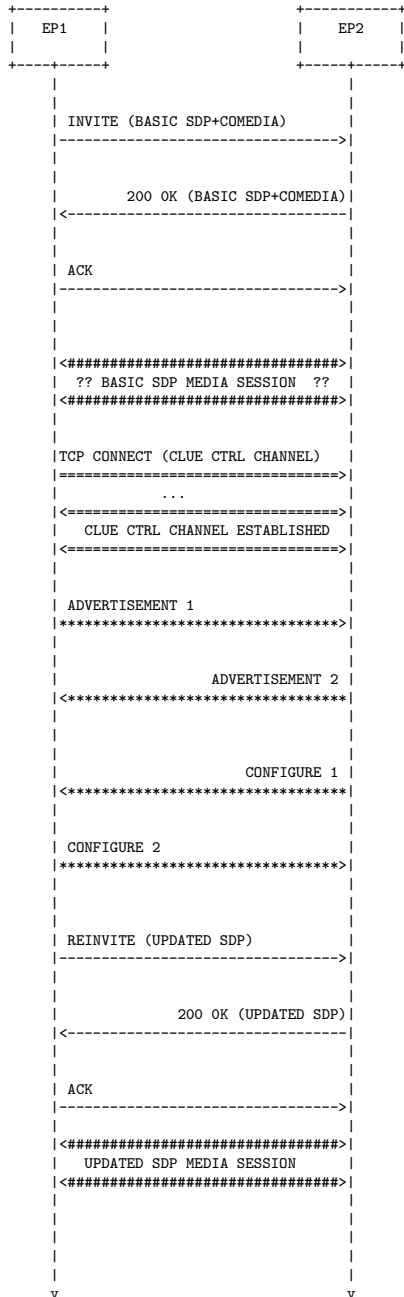 EP1 EP2
INVITE (BASIC SDP+COMEDIA)
200 OK (BASIC SDP+COMEDIA)
ACK
?? BASIC SDP MEDIA SESSION ??
TCP CONNECT (CLUE CTRL CHANNEL)
...
CLUE CTRL CHANNEL ESTABLISHED
ADVERTISEMENT 1
ADVERTISEMENT 2
CONFIGURE 1
CONFIGURE 2
REINVITE (UPDATED SDP)
200 OK (UPDATED SDP)
ACK
UPDATED SDP MEDIA SESSION
V V